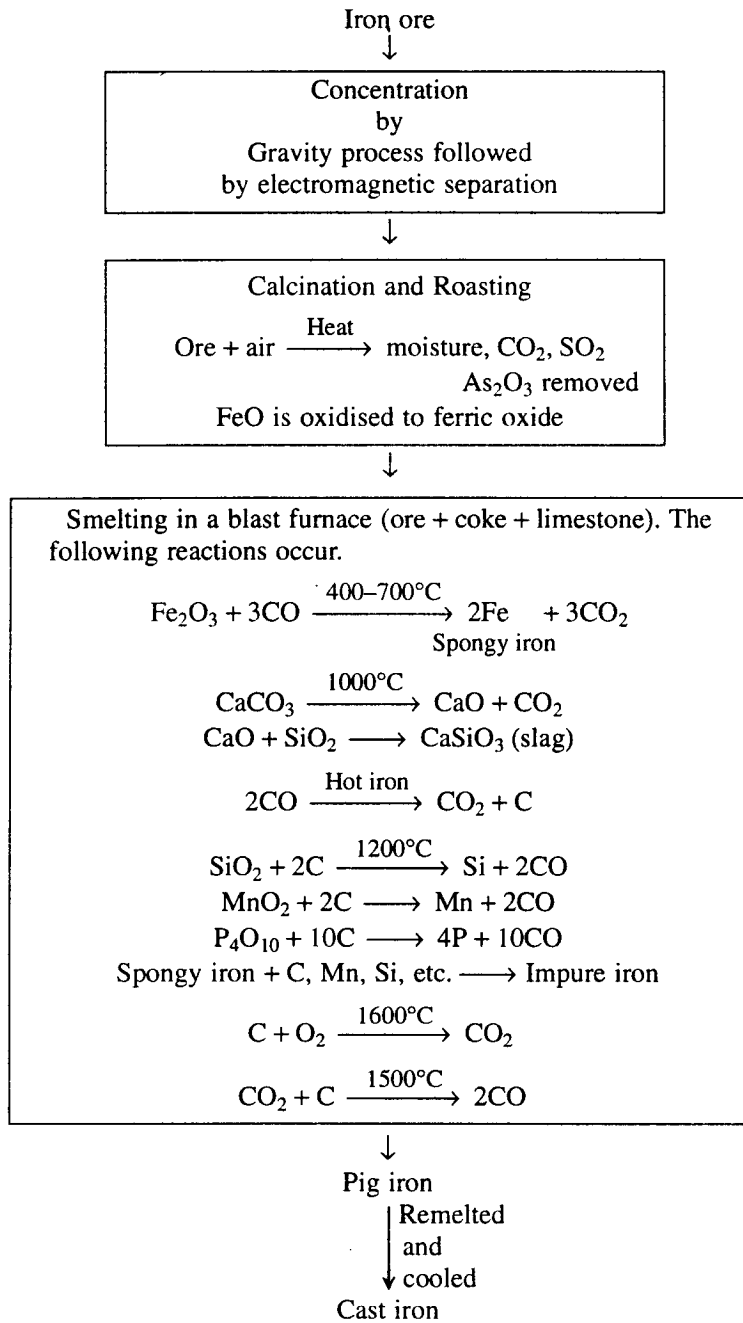 Iron ore
↓
Concentration
by
Gravity process followed
by electromagnetic separation
↓
Calcination and Roasting
Ore + air —Heat→ moisture, CO₂, SO₂
As₂O₃ removed
FeO is oxidised to ferric oxide
↓
Smelting in a blast furnace (ore + coke + limestone). The
following reactions occur.
Fe₂O₃ + 3CO —400–700°C→ 2Fe + 3CO₂
Spongy iron
CaCO₃ —1000°C→ CaO + CO₂
CaO + SiO₂ ⟶ CaSiO₃ (slag)
2CO —Hot iron→ CO₂ + C
SiO₂ + 2C —1200°C→ Si + 2CO
MnO₂ + 2C ⟶ Mn + 2CO
P₄O₁₀ + 10C ⟶ 4P + 10CO
Spongy iron + C, Mn, Si, etc. ⟶ Impure iron
C + O₂ —1600°C→ CO₂
CO₂ + C —1500°C→ 2CO
↓
Pig iron
Remelted
and
cooled
Cast iron